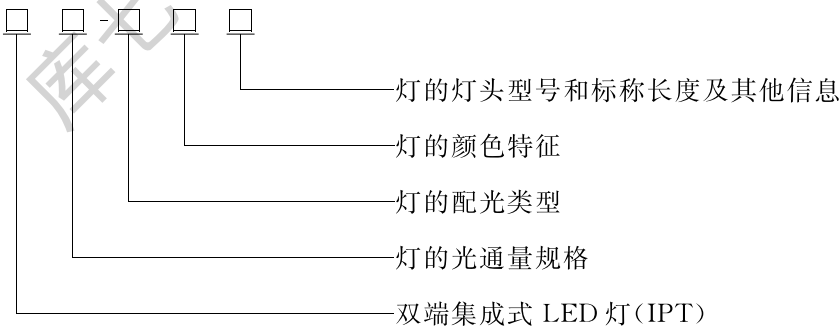 □ □-□ □ □
灯的灯头型号和标称长度及其他信息
灯的颜色特征
灯的配光类型
灯的光通量规格
双端集成式 LED 灯(IPT)
库七